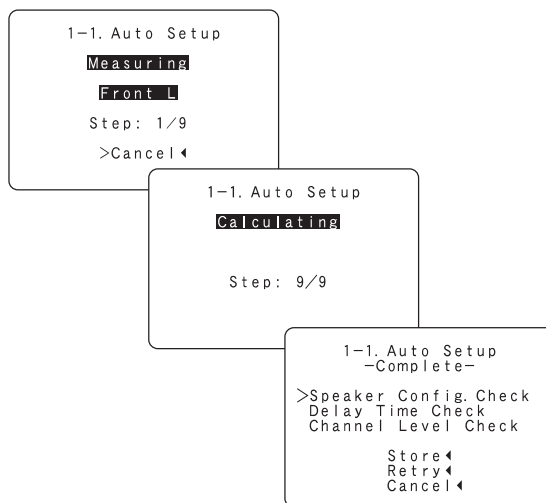 1-1. Auto Setup
Measuring
Front L
Step: 1/9
>Cancel◀
1-1. Auto Setup
Calculating
Step: 9/9
1-1. Auto Setup
-Complete-
>Speaker Config. Check
Delay Time Check
Channel Level Check
Store◀
Retry◀
Cancel◀